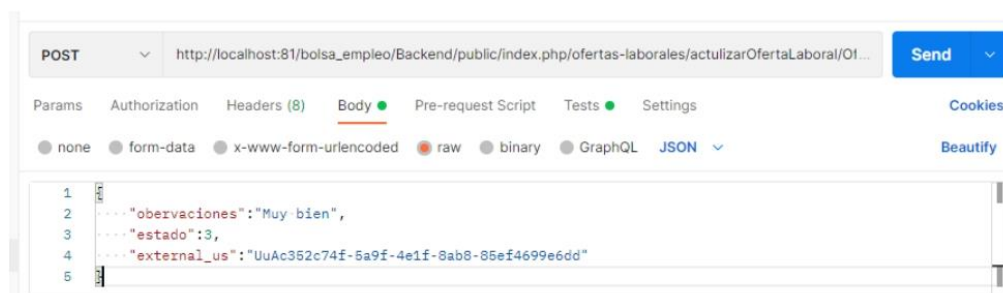 POST http://localhost:81/bolsa_empleo/Backend/public/index.php/ofertas-laborales/actulizarOfertaLaboral/Of... Send
Params Authorization Headers (8) Body Pre-request Script Tests Settings Cookies
none form-data x-www-form-urlencoded raw binary GraphQL JSON Beautify
1 {
2 "obervaciones":"Muy bien",
3 "estado":3,
4 "external_us":"UuAc352c74f-5a9f-4e1f-8ab8-85ef4699e6dd"
5 }